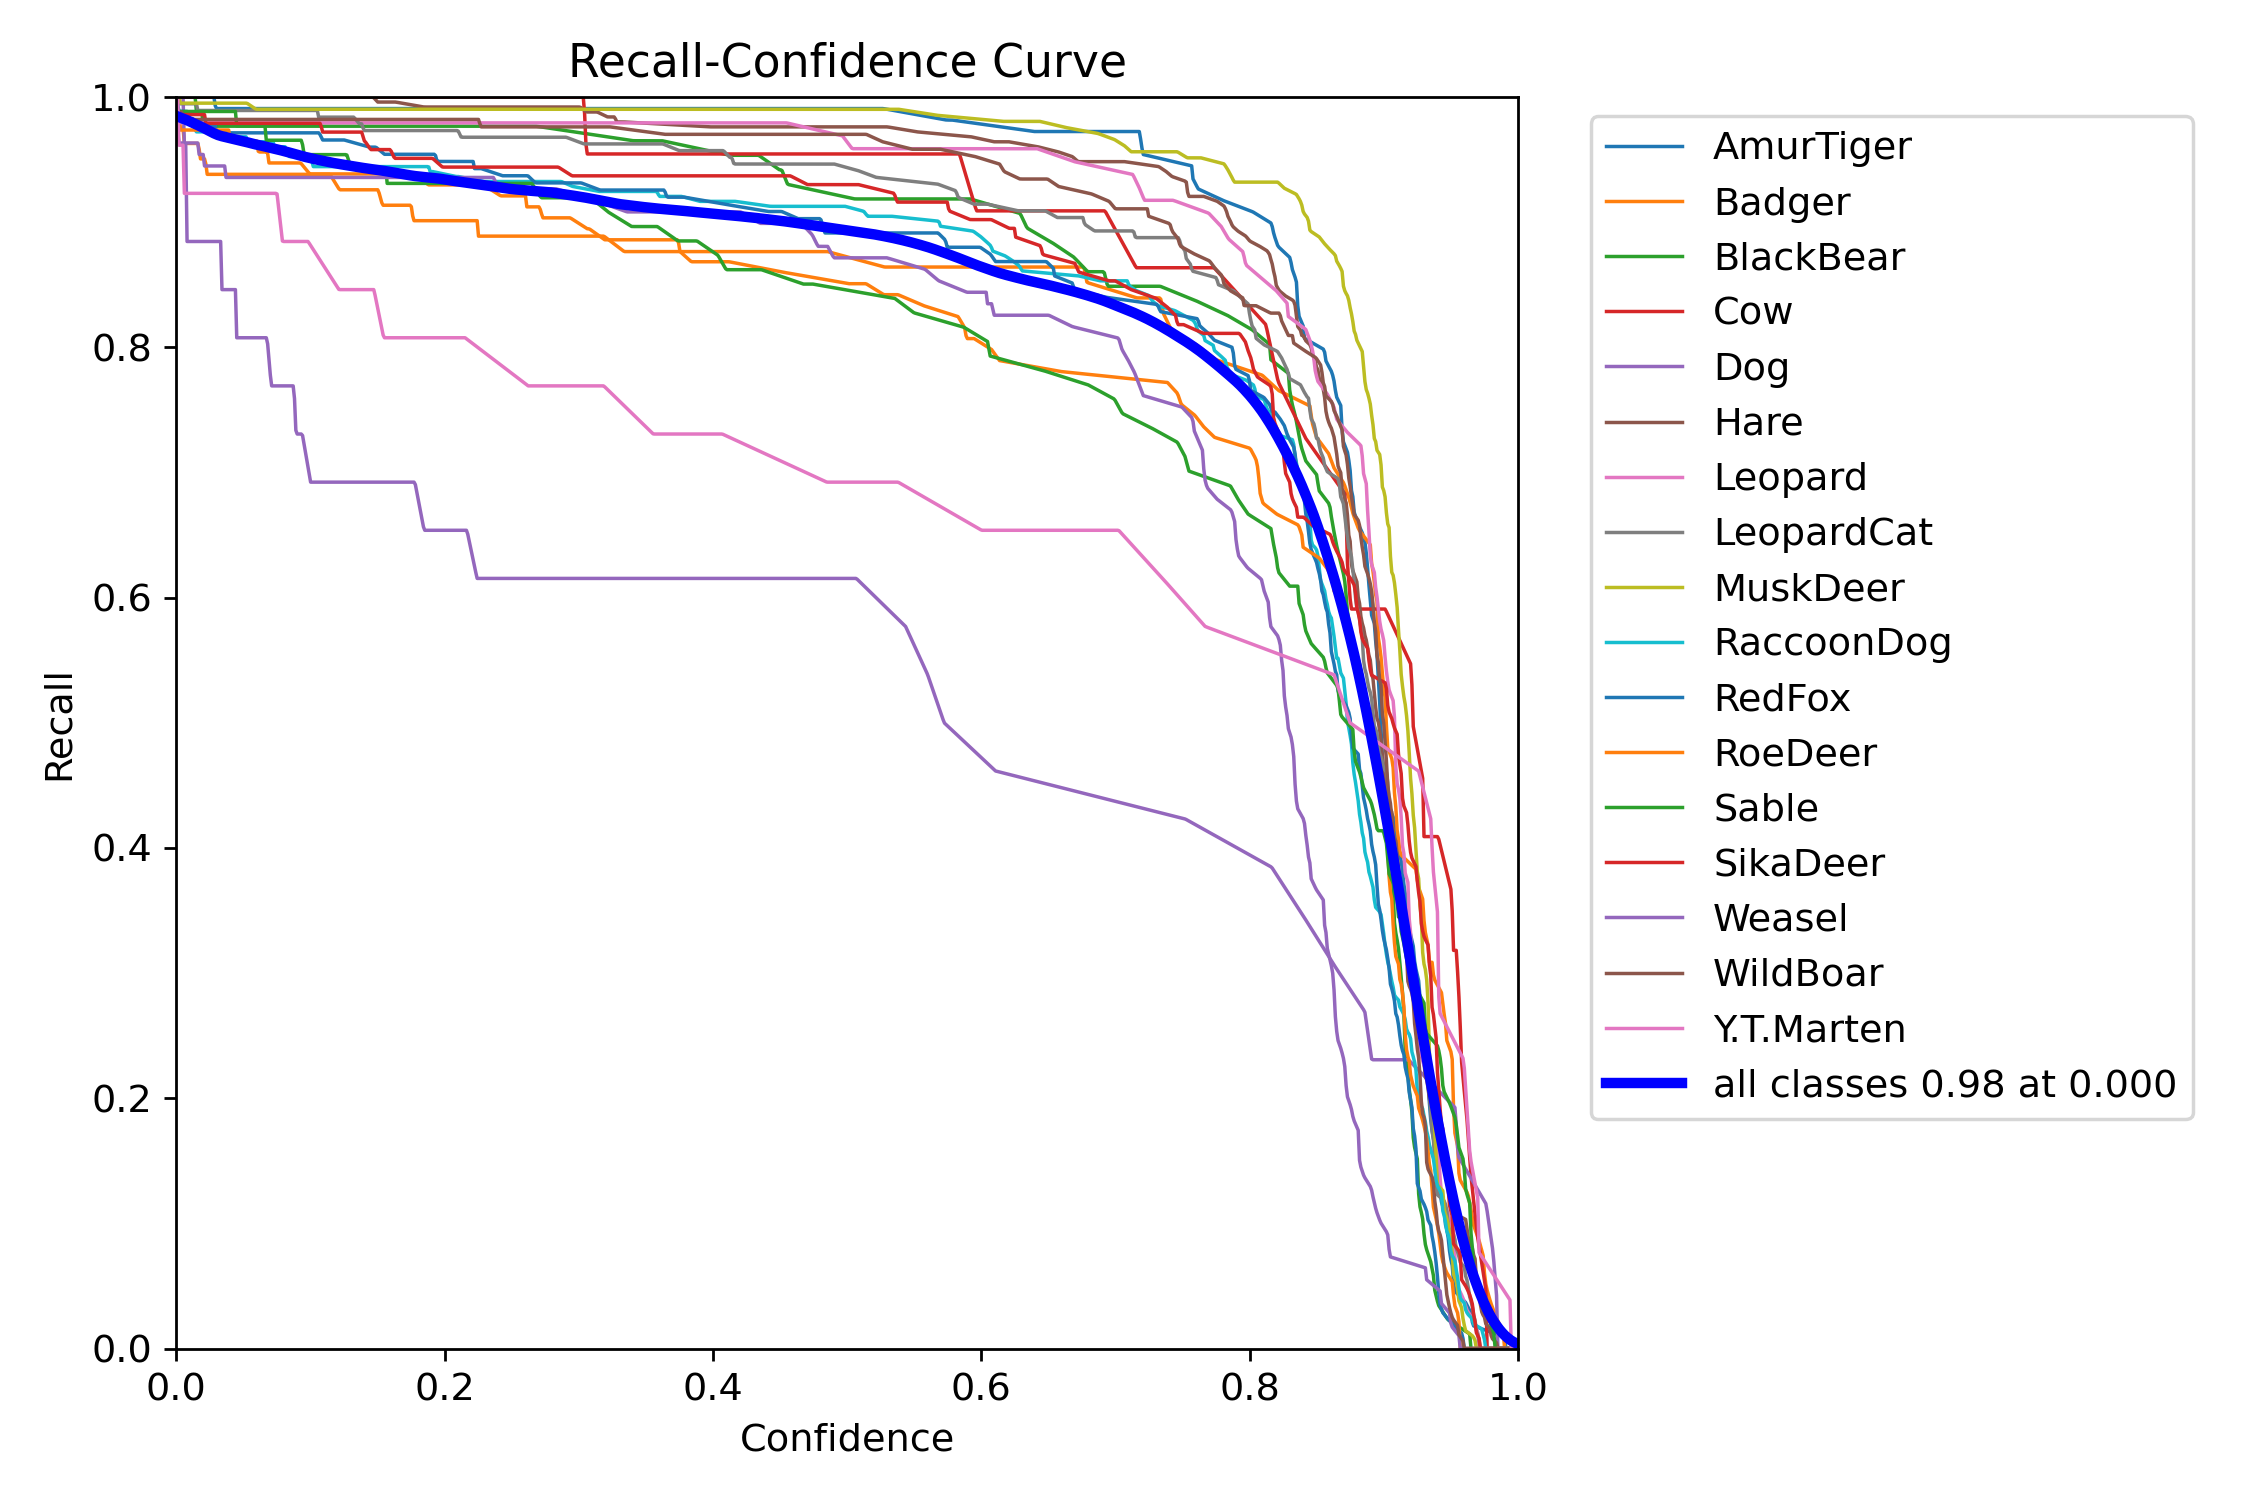 Recall-Confidence Curve
1.0
0.8
0.6
0.4
0.2
0.0
Recall
0.0 0.2 0.4 0.6 0.8 1.0
Confidence
AmurTiger
Badger
BlackBear
Cow
Dog
Hare
Leopard
LeopardCat
MuskDeer
RaccoonDog
RedFox
RoeDeer
Sable
SikaDeer
Weasel
WildBoar
Y.T.Marten
all classes 0.98 at 0.000